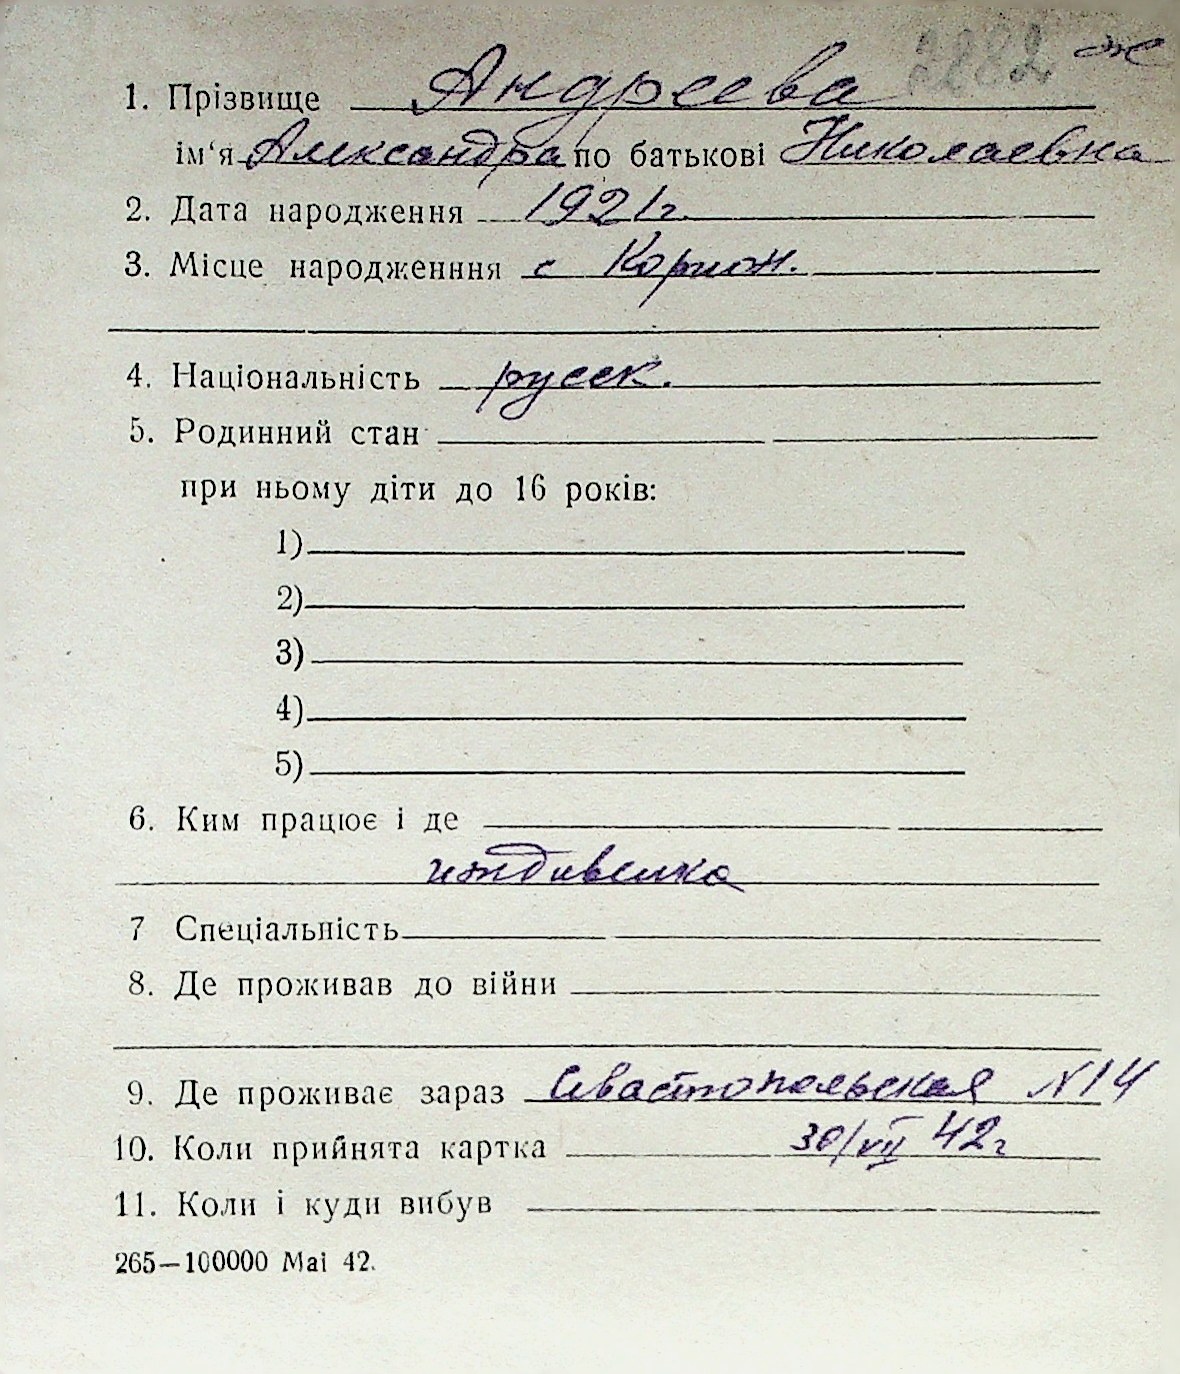 2882 ж
1. Прізвище Андреева
ім'я Александра по батькові Николаевна
2. Дата народження 1921г.
3. Місце народженння с
4. Національність русск.
5. Родинний стан
при ньому діти до 16 років:
1)
2)
3)
4)
5)
6. Ким працює і де
иждивенка
7 Спеціальність
8. Де проживав до війни
9. Де проживає зараз Севастопольская N 14
10. Коли прийнята картка 30/VII 42г
11. Коли і куди вибув
265—100000 Mai 42.